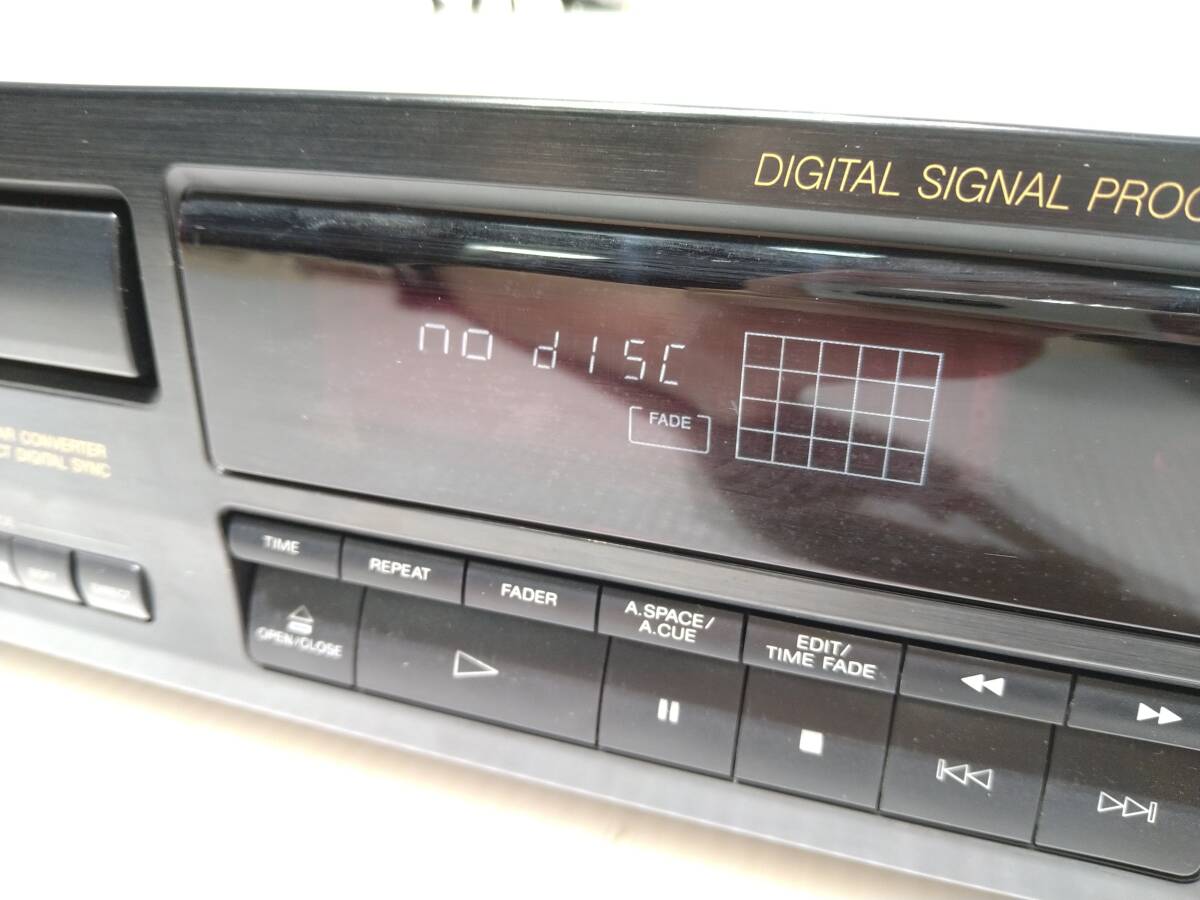 DIGITAL SIGNAL PROC
no dISC
FADE
CONVERTER
CT DIGITAL SYNC
TIME
REPEAT
FADER
A.SPACE/
A.CUE
EDIT/
TIME FADE
OPEN/CLOSE